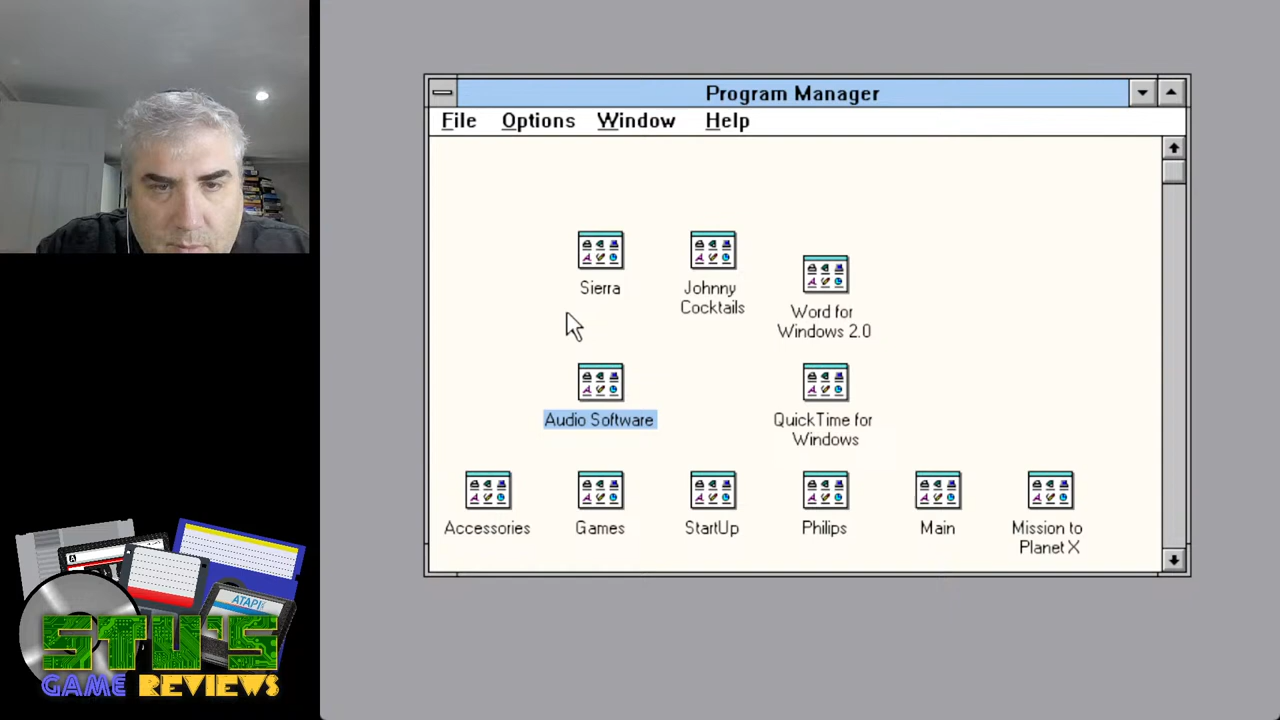 Program Manager
File Options Window Help
Sierra
Johnny
Cocktails
Word for
Windows 2.0
Audio Software
QuickTime for
Windows
Accessories
Games
StartUp
Philips
Main
Mission to
Planet X
A
ATAPI
STU'S
GAME REVIEWS